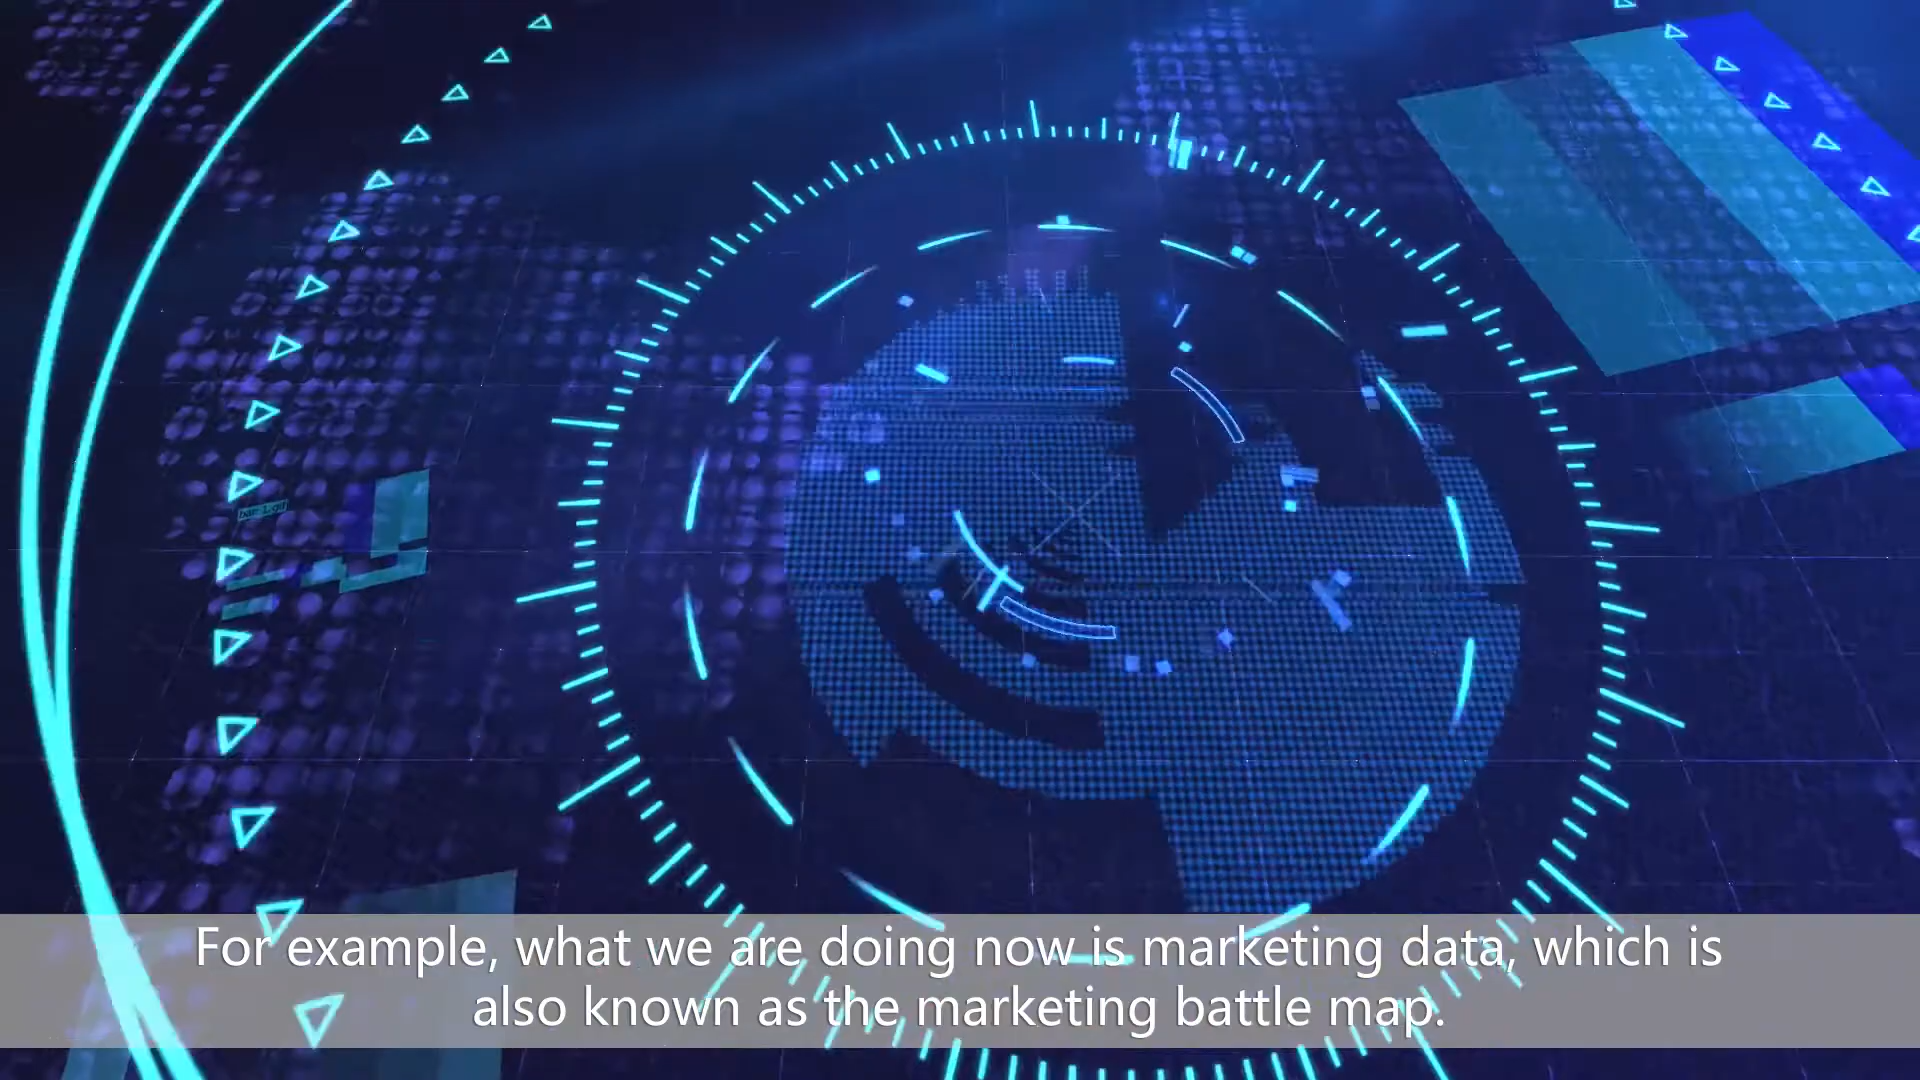 For example, what we are doing now is marketing data, which is
also known as the marketing battle map.